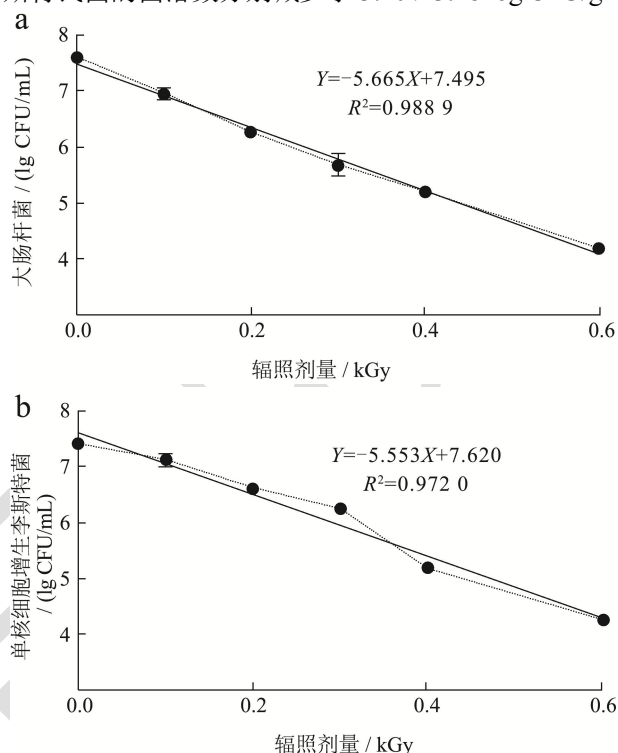 a
8
7
6
5
4
Y=−5.665X+7.495
R²=0.988 9
大肠杆菌 / (lg CFU/mL)
0.0 0.2 0.4 0.6
辐照剂量 / kGy
b
8
7
6
5
4
Y=−5.553X+7.620
R²=0.972 0
单核细胞增生李斯特菌
/ (lg CFU/mL)
0.0 0.2 0.4 0.6
辐照剂量 / kGy